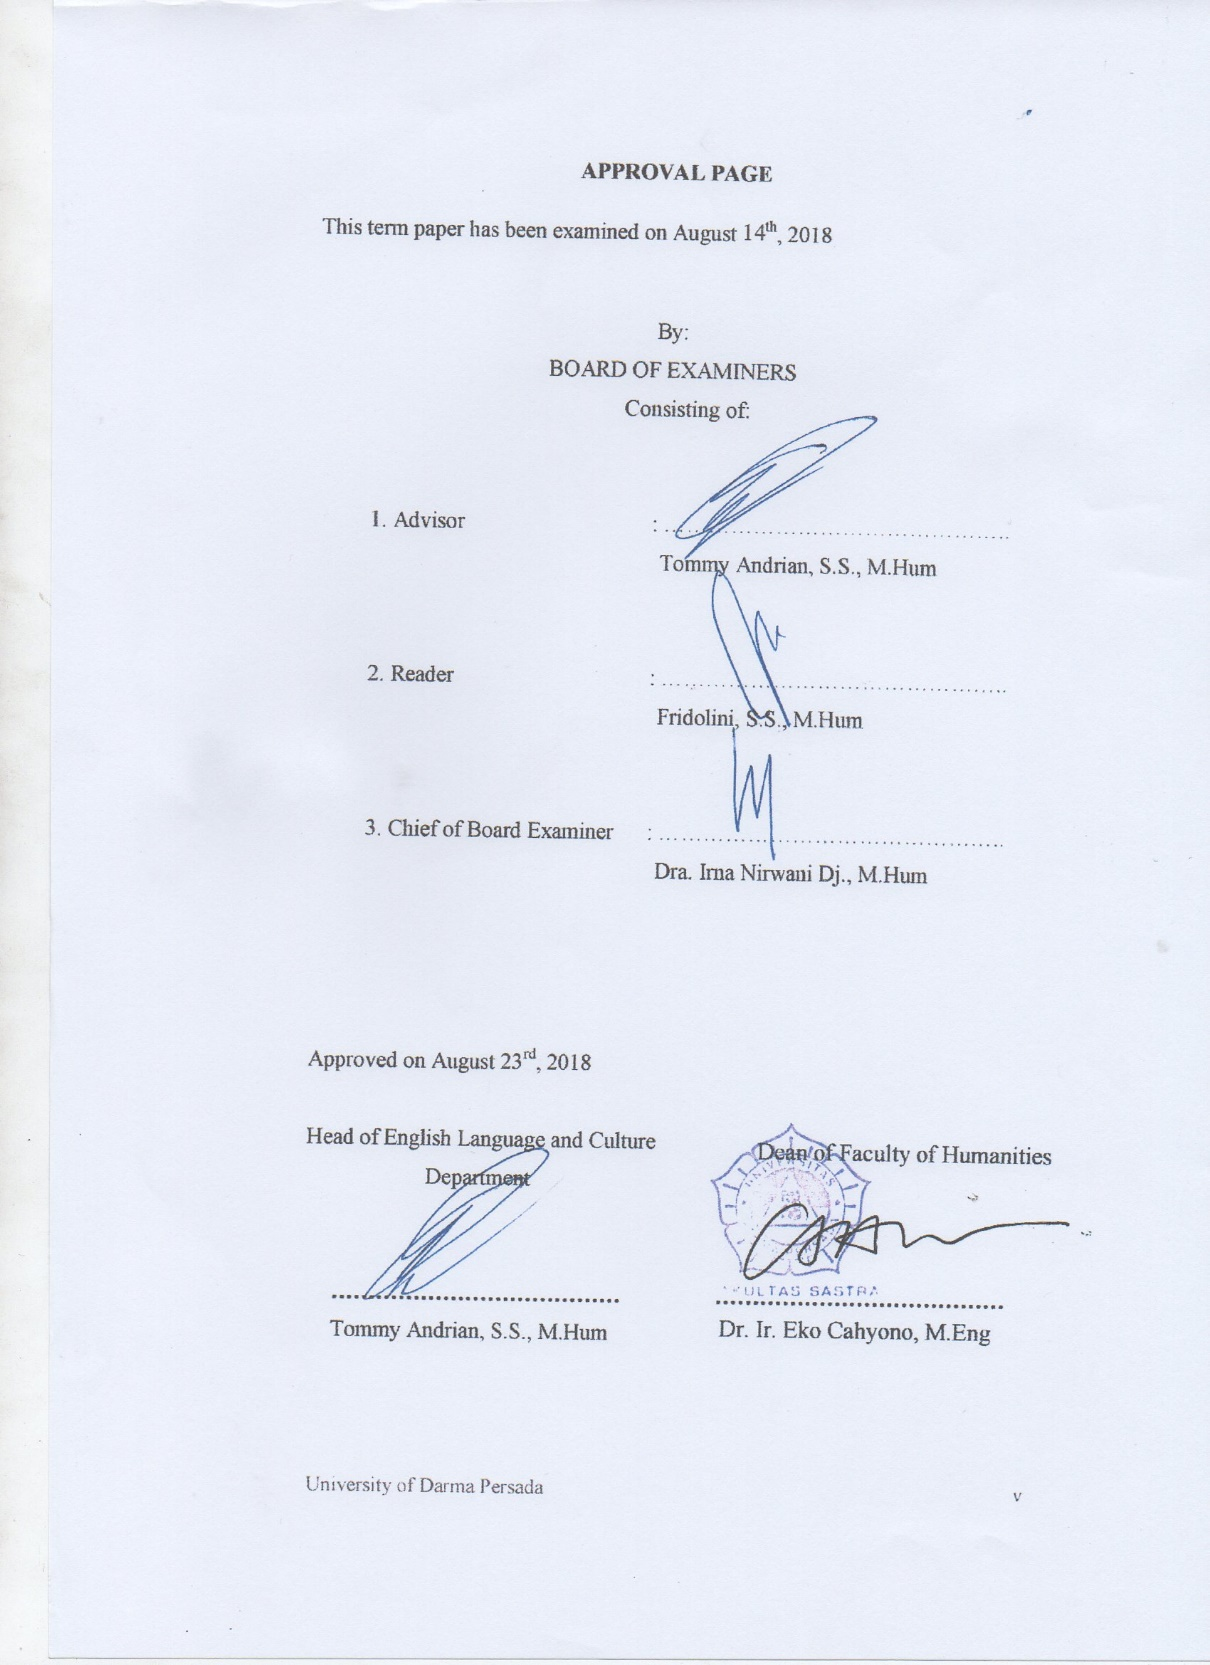 APPROVAL PAGE
This term paper has been examined on August 14th, 2018
By:
BOARD OF EXAMINERS
Consisting of:
1. Advisor : ................................................
Tommy Andrian, S.S., M.Hum
2. Reader : ................................................
Fridolini, S.S., M.Hum
3. Chief of Board Examiner : ................................................
Dra. Irna Nirwani Dj., M.Hum
Approved on August 23rd, 2018
Head of English Language and Culture
Department
Dean of Faculty of Humanities
UNIVERSITAS
SASTRA
Tommy Andrian, S.S., M.Hum
Dr. Ir. Eko Cahyono, M.Eng
University of Darma Persada
v